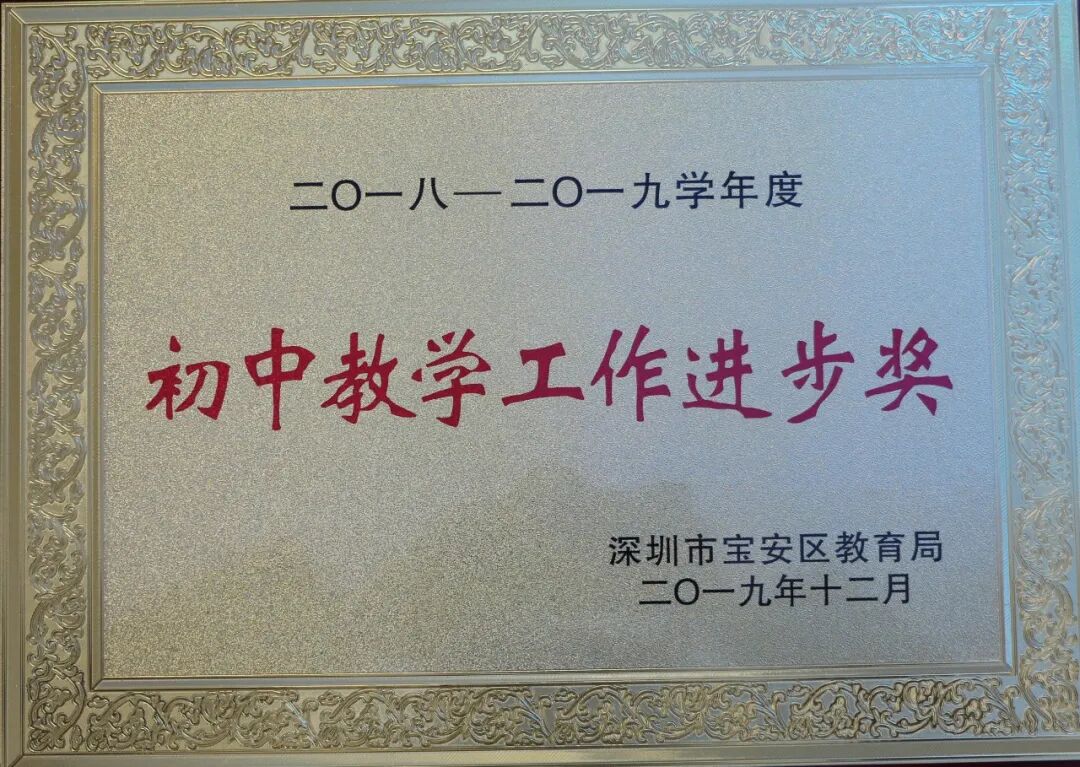 二〇一八—二〇一九学年度
初中教学工作进步奖
深圳市宝安区教育局
二〇一九年十二月